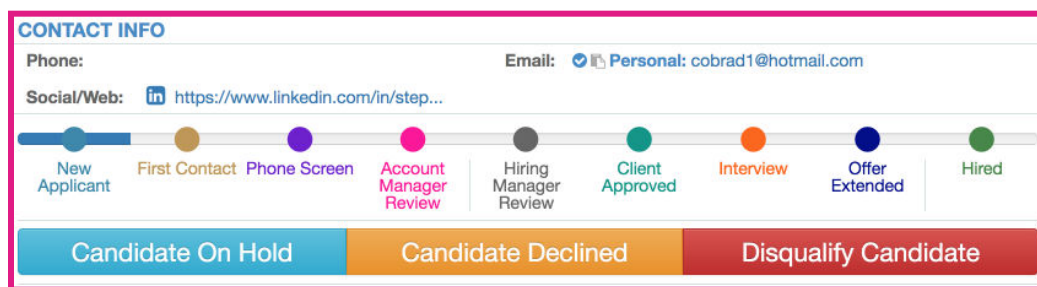 CONTACT INFO
Phone:
Email: Personal: cobrad1@hotmail.com
Social/Web: in https://www.linkedin.com/in/step...
New Applicant
First Contact
Phone Screen
Account Manager Review
Hiring Manager Review
Client Approved
Interview
Offer Extended
Hired
Candidate On Hold
Candidate Declined
Disqualify Candidate